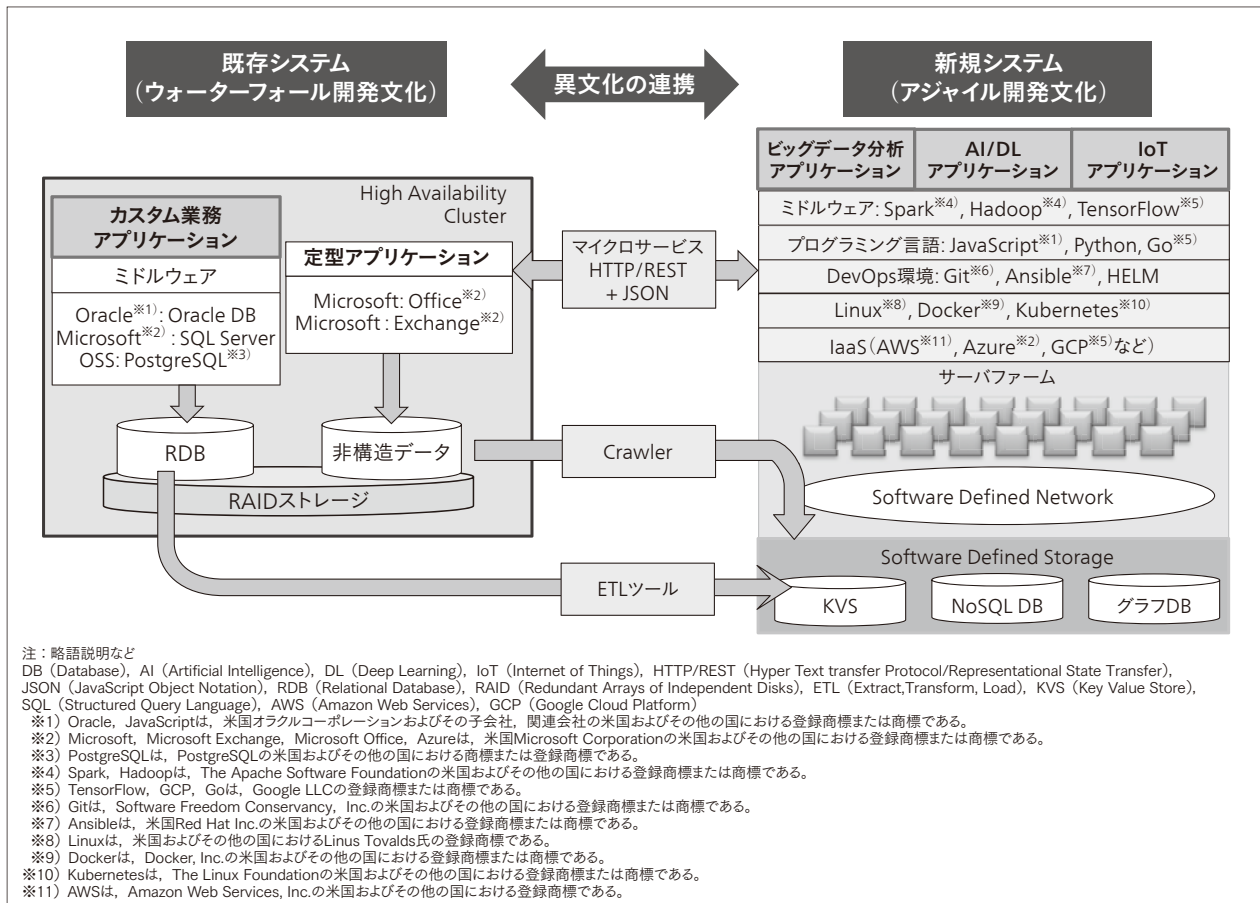 既存システム
（ウォーターフォール開発文化）
異文化の連携
新規システム
（アジャイル開発文化）
High Availability
Cluster
カスタム業務
アプリケーション
ミドルウェア
Oracle※1）: Oracle DB
Microsoft※2）: SQL Server
OSS: PostgreSQL※3）
定型アプリケーション
Microsoft: Office※2）
Microsoft : Exchange※2）
RDB
非構造データ
RAIDストレージ
マイクロサービス
HTTP/REST
+ JSON
Crawler
ETLツール
ビッグデータ分析
アプリケーション
AI/DL
アプリケーション
IoT
アプリケーション
ミドルウェア: Spark※4）, Hadoop※4）, TensorFlow※5）
プログラミング言語: JavaScript※1）, Python, Go※5）
DevOps環境: Git※6）, Ansible※7）, HELM
Linux※8）, Docker※9）, Kubernetes※10）
IaaS（AWS※11）, Azure※2）, GCP※5）など）
サーバファーム
Software Defined Network
Software Defined Storage
KVS
NoSQL DB
グラフDB
注：略語説明など
DB（Database），AI（Artificial Intelligence），DL（Deep Learning），IoT（Internet of Things），HTTP/REST（Hyper Text transfer Protocol/Representational State Transfer），
JSON（JavaScript Object Notation），RDB（Relational Database），RAID（Redundant Arrays of Independent Disks），ETL（Extract,Transform, Load），KVS（Key Value Store），
SQL（Structured Query Language），AWS（Amazon Web Services），GCP（Google Cloud Platform）
※1）Oracle，JavaScriptは，米国オラクルコーポレーションおよびその子会社，関連会社の米国およびその他の国における登録商標または商標である。
※2）Microsoft，Microsoft Exchange，Microsoft Office，Azureは，米国Microsoft Corporationの米国およびその他の国における登録商標または商標である。
※3）PostgreSQLは，PostgreSQLの米国およびその他の国における商標または登録商標である。
※4）Spark，Hadoopは，The Apache Software Foundationの米国およびその他の国における登録商標または商標である。
※5）TensorFlow，GCP，Goは，Google LLCの登録商標または商標である。
※6）Gitは，Software Freedom Conservancy，Inc.の米国およびその他の国における登録商標または商標である。
※7）Ansibleは，米国Red Hat Inc.の米国およびその他の国における登録商標または商標である。
※8）Linuxは，米国およびその他の国におけるLinus Tovalds氏の登録商標である。
※9）Dockerは，Docker, Inc.の米国およびその他の国における登録商標または商標である。
※10）Kubernetesは，The Linux Foundationの米国登録商標または商標である。
※11）AWSは，Amazon Web Services, Inc.の米国およびその他の国における登録商標である。